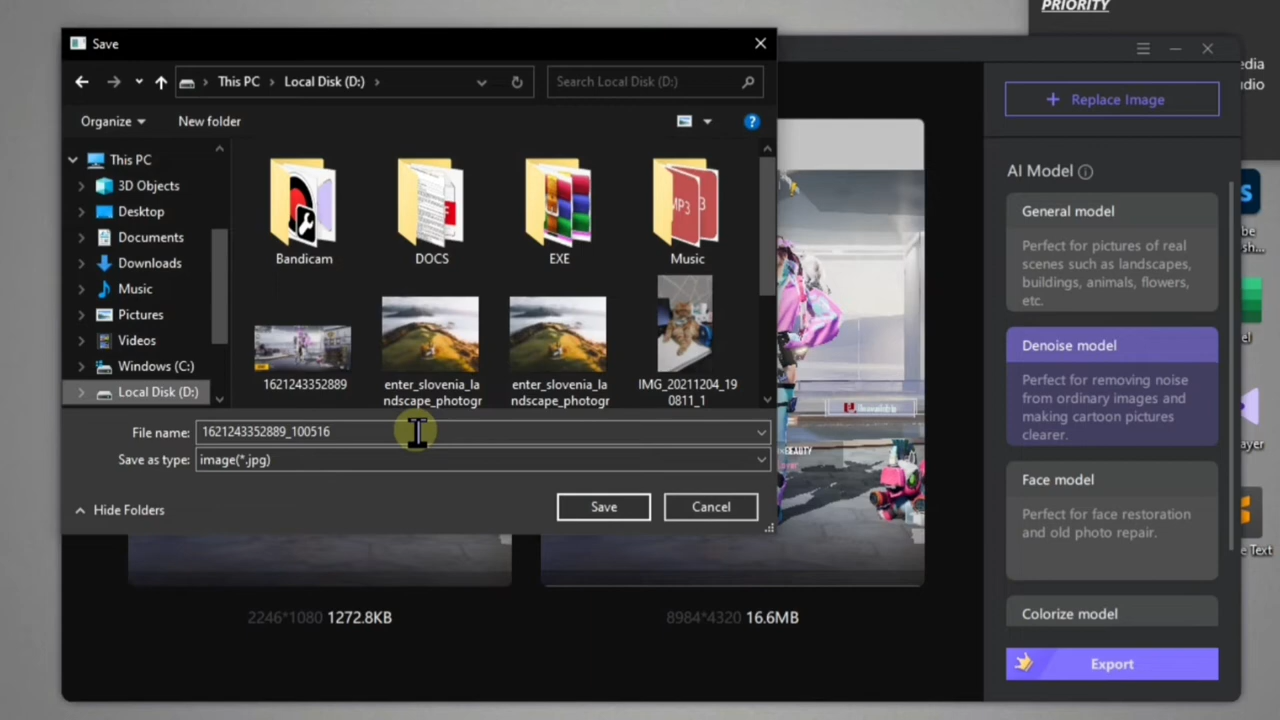 PRIORITY
Save
This PC
Local Disk (D:)
Search Local Disk (D:)
Organize
New folder
This PC
3D Objects
Desktop
Documents
Downloads
Music
Pictures
Videos
Windows (C:)
Local Disk (D:)
Bandicam
DOCS
EXE
MP3
Music
1621243352889
enter_slovenia_la
ndscape_photogr
enter_slovenia_la
ndscape_photogr
IMG_20211204_19
0811_1
File name: 1621243352889_100516
Save as type: image(*.jpg)
Hide Folders
Save
Cancel
2246*1080 1272.8KB
8984*4320 16.6MB
Replace Image
AI Model
General model
Perfect for pictures of real
scenes such as landscapes,
buildings, animals, flowers,
etc.
Denoise model
Perfect for removing noise
from ordinary images and
making cartoon pictures
clearer.
Face model
Perfect for face restoration
and old photo repair.
Colorize model
Export
BEAUTY